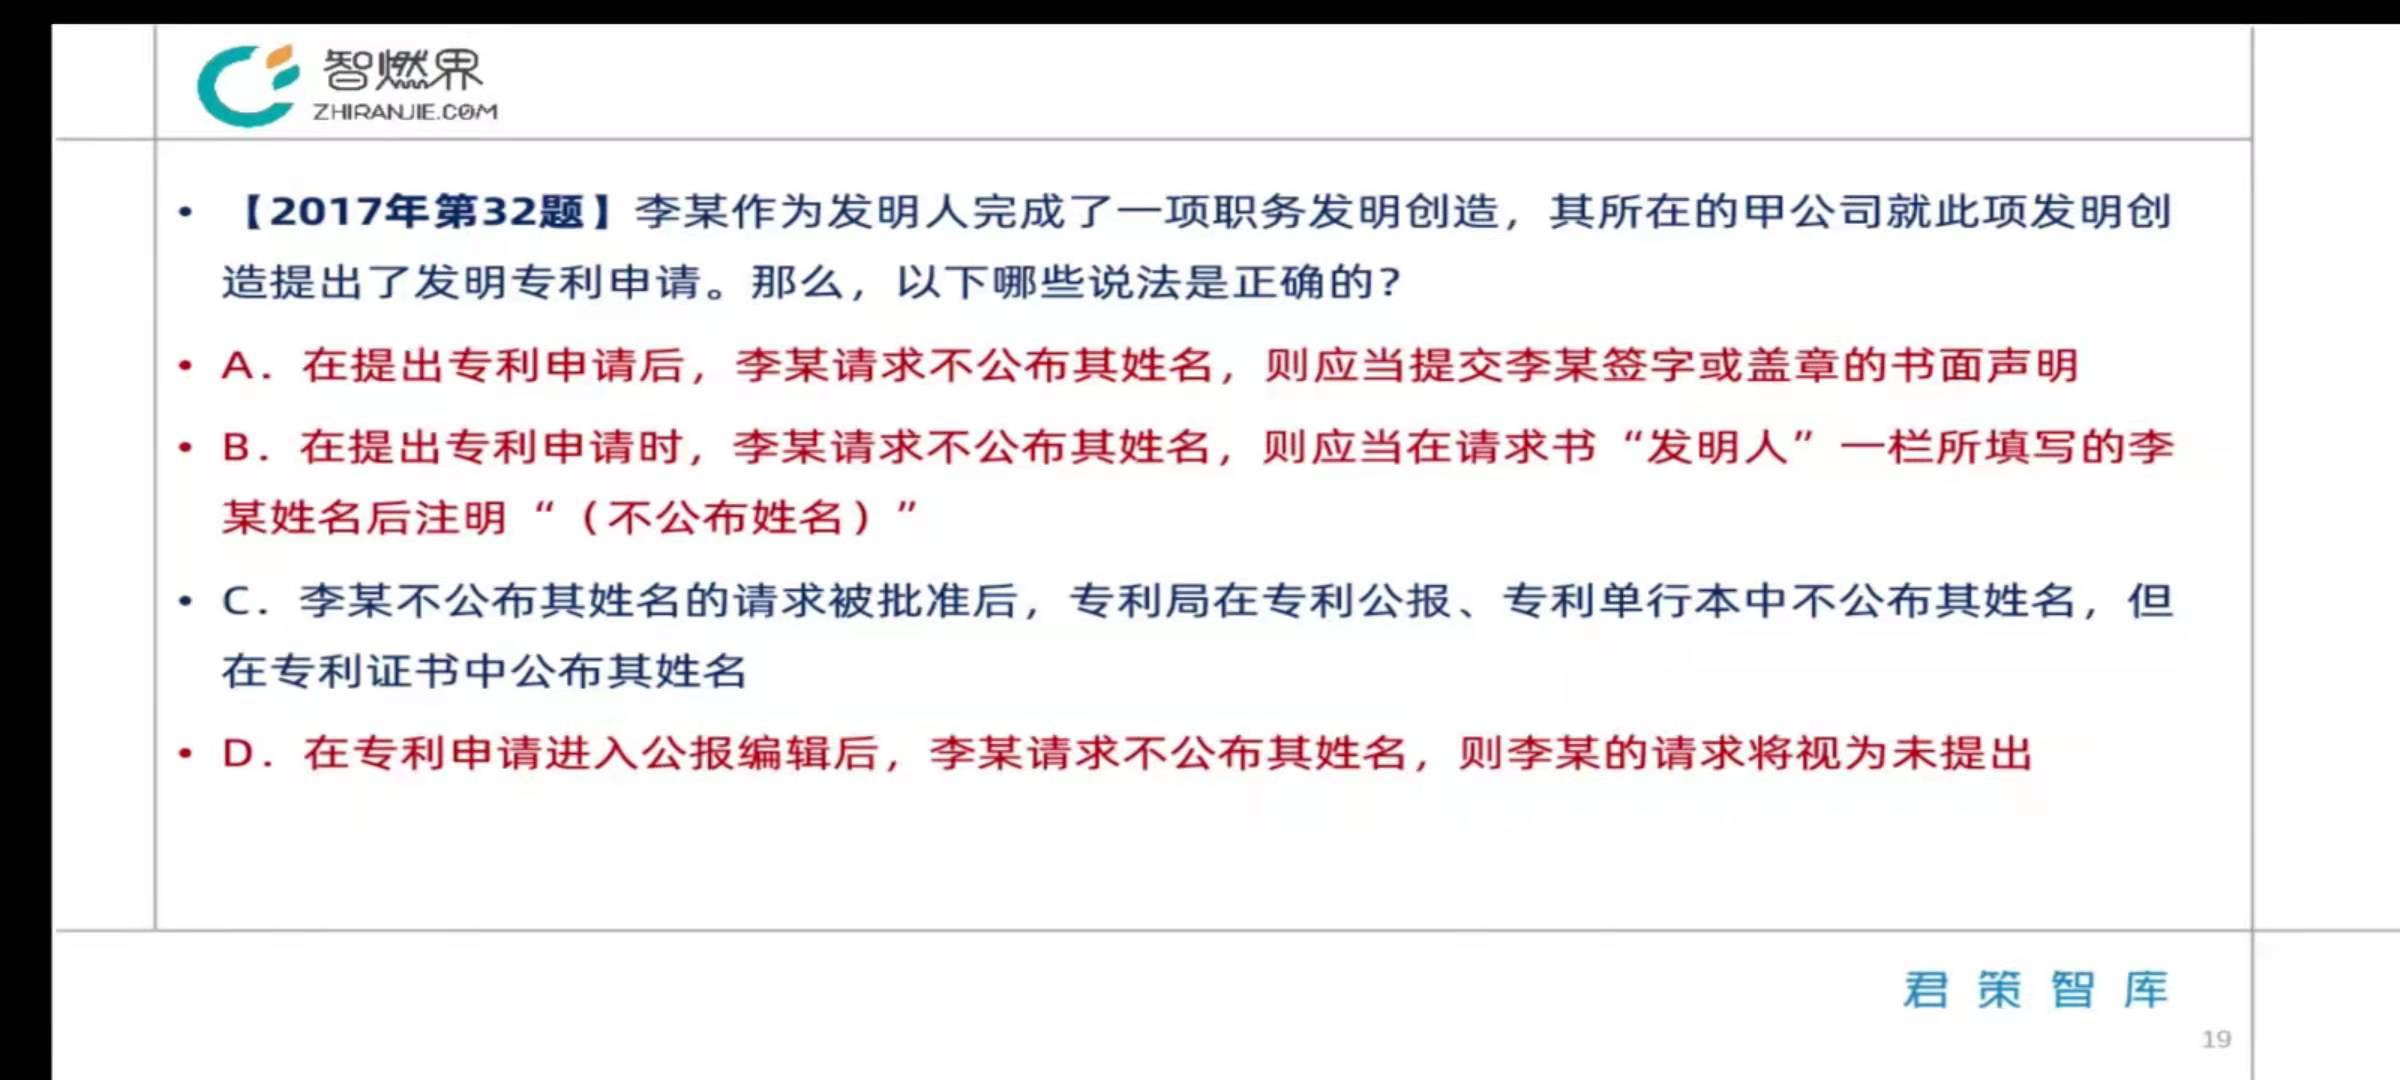 智燃界
ZHIRANJIE.COM
• 【2017年第32题】李某作为发明人完成了一项职务发明创造，其所在的甲公司就此项发明创
造提出了发明专利申请。那么，以下哪些说法是正确的？
• A．在提出专利申请后，李某请求不公布其姓名，则应当提交李某签字或盖章的书面声明
• B．在提出专利申请时，李某请求不公布其姓名，则应当在请求书“发明人”一栏所填写的李
某姓名后注明“（不公布姓名）”
• C．李某不公布其姓名的请求被批准后，专利局在专利公报、专利单行本中不公布其姓名，但
在专利证书中公布其姓名
• D．在专利申请进入公报编辑后，李某请求不公布其姓名，则李某的请求将视为未提出
君策智库
19